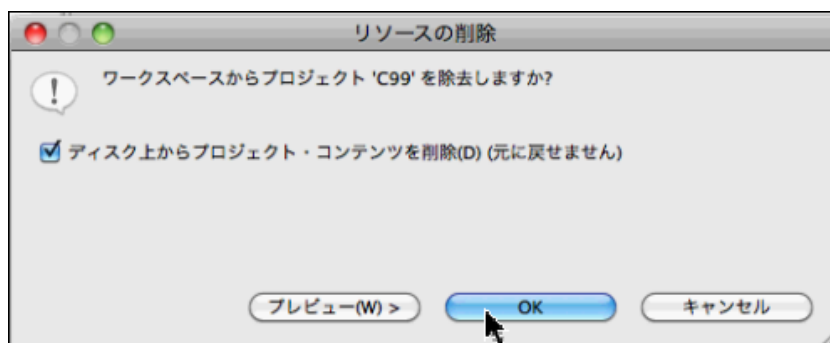 リソースの削除
ワークスペースからプロジェクト 'C99' を除去しますか?
ディスク上からプロジェクト・コンテンツを削除(D) (元に戻せません)
プレビュー(W) >
OK
キャンセル